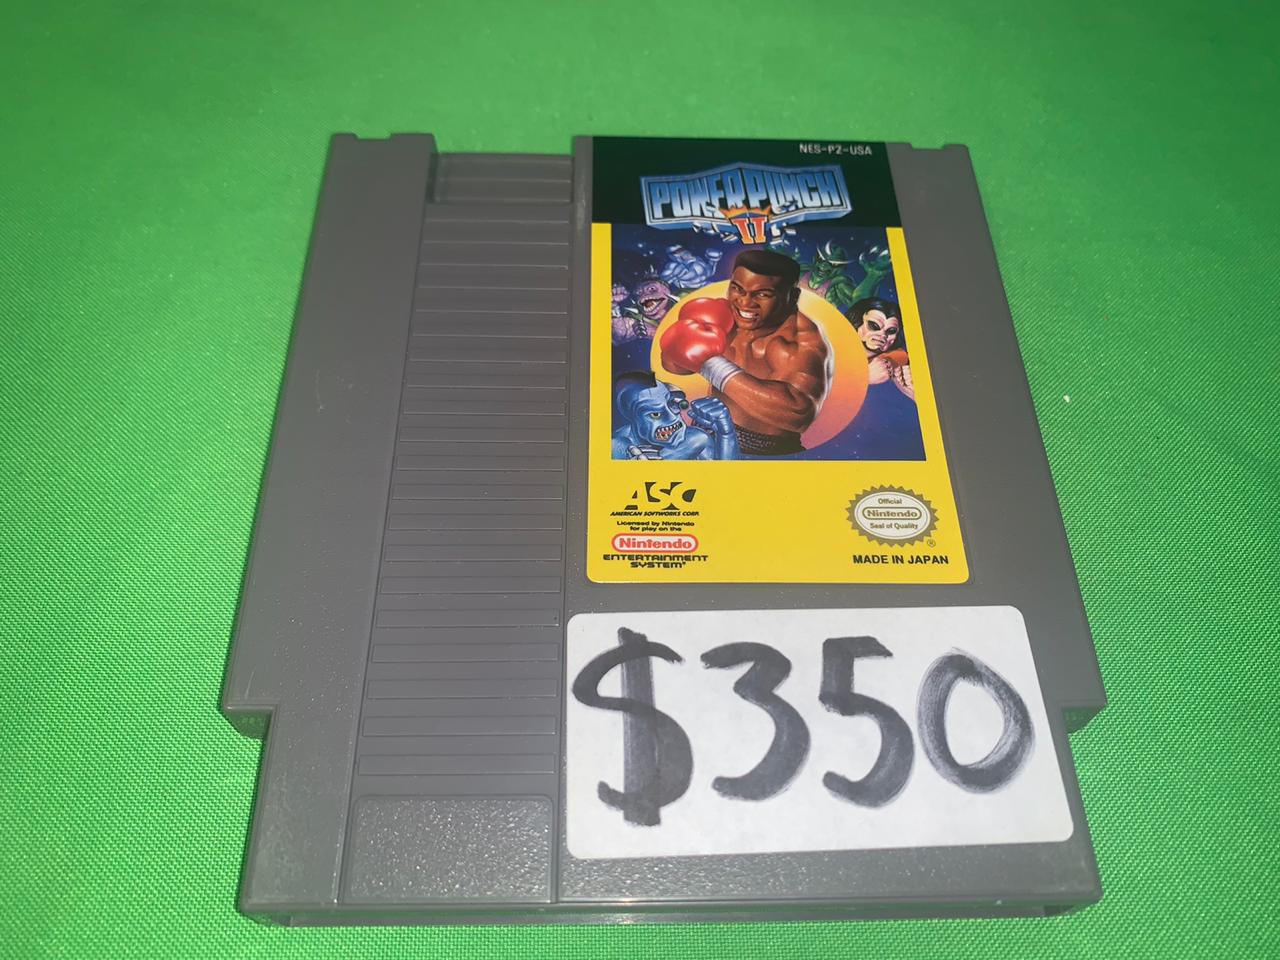 NES-P2-USA
POWER PUNCH
II
ASC
AMERICAN SOFTWORKS CORP.
Licensed by Nintendo
for play on the
Nintendo
ENTERTAINMENT
SYSTEM®
Official
Nintendo
Seal of Quality
®
MADE IN JAPAN
$350